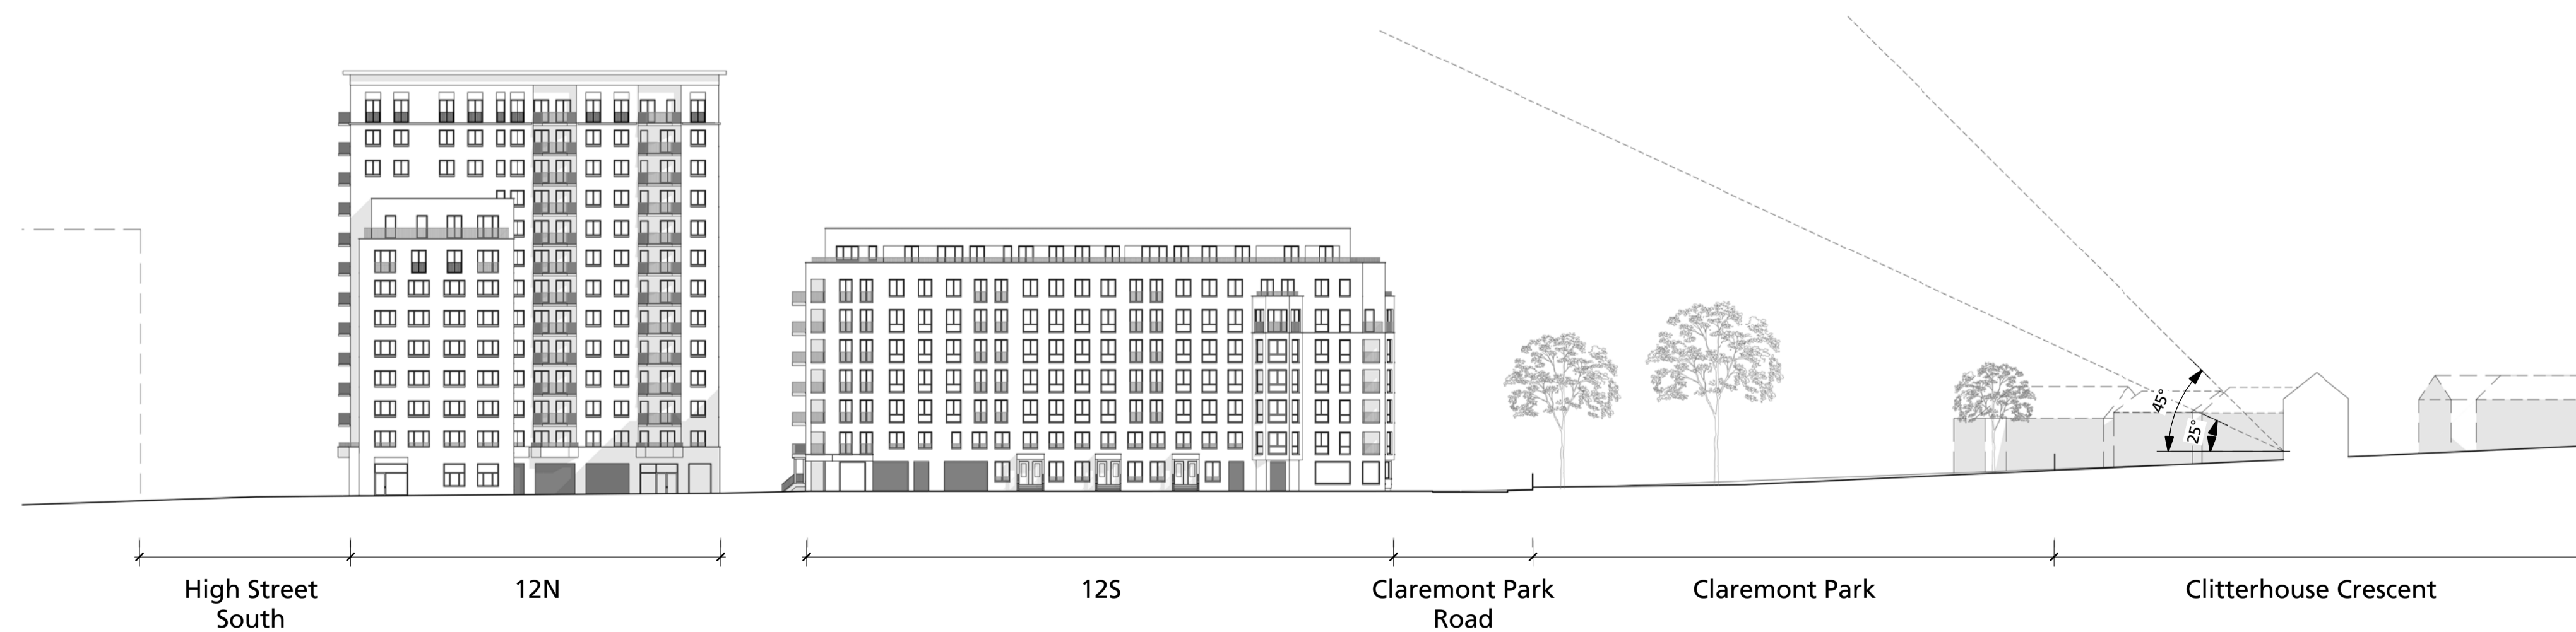 45°
25°
High Street
South
12N
12S
Claremont Park
Road
Claremont Park
Clitterhouse Crescent